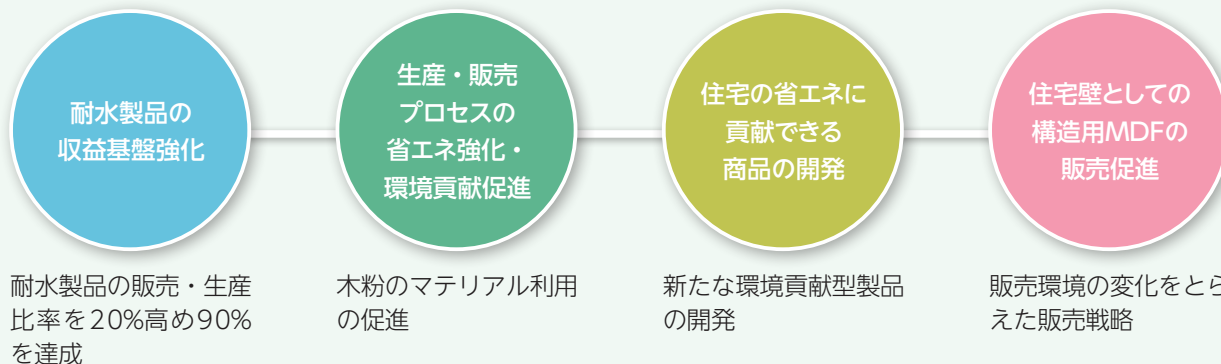 耐水製品の
収益基盤強化
生産・販売
プロセスの
省エネ強化・
環境貢献促進
住宅の省エネに
貢献できる
商品の開発
住宅壁としての
構造用MDFの
販売促進
耐水製品の販売・生産
比率を20%高め90%
を達成
木粉のマテリアル利用
の促進
新たな環境貢献型製品
の開発
販売環境の変化をとら
えた販売戦略